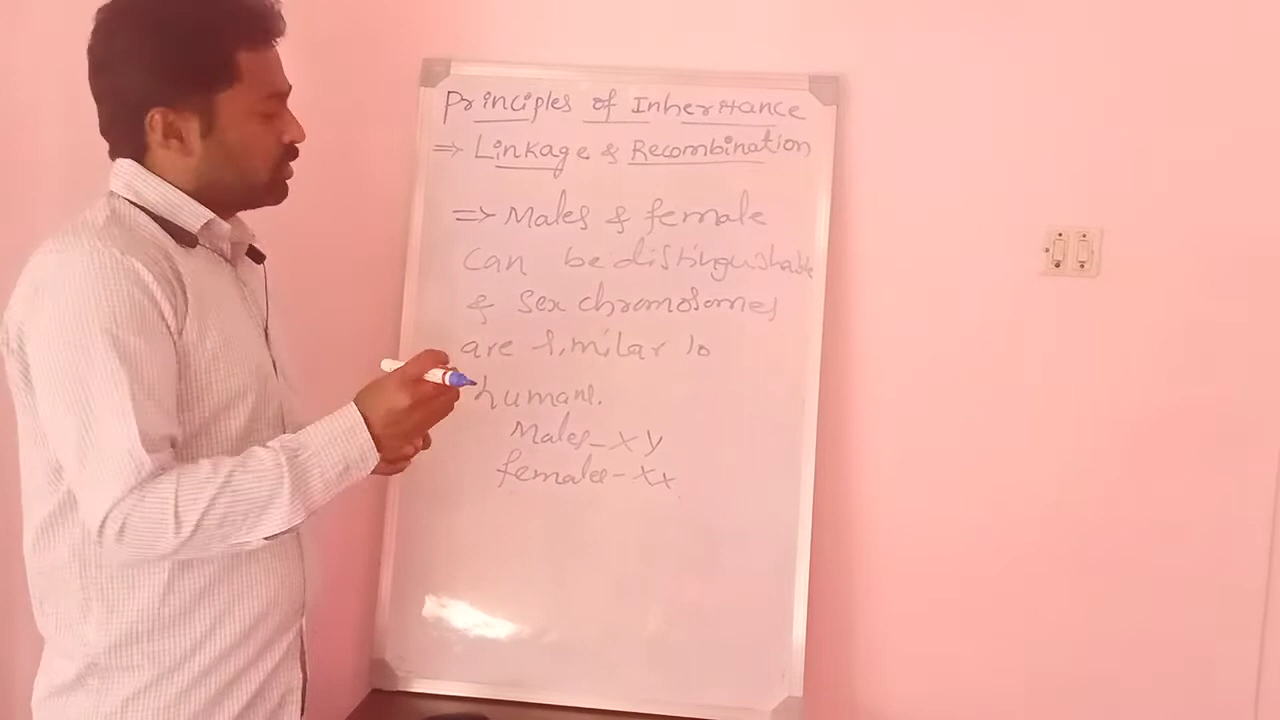 Principles of Inheritance
=> Linkage & Recombination
=> Males & female
can be distinguishable
& sex chromosomes
are similar to
humans.
Males - XY
females - XX